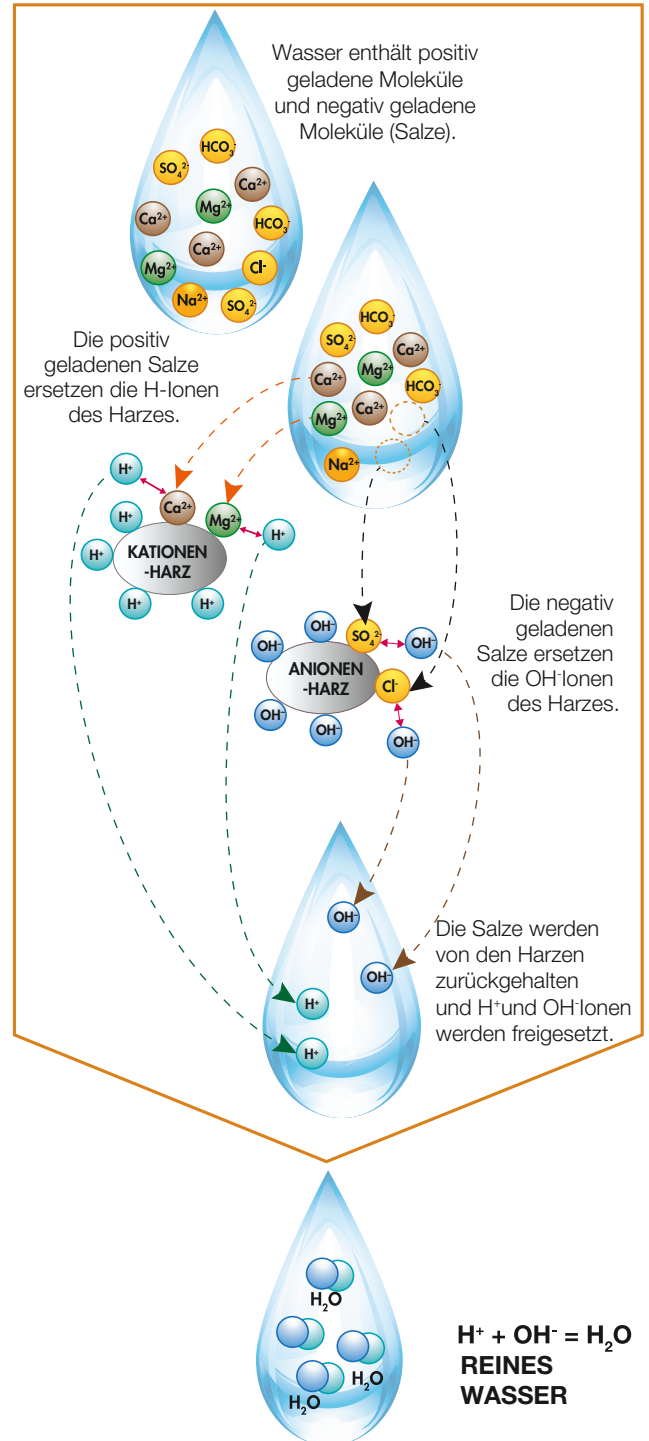 Wasser enthält positiv
geladene Moleküle
und negativ geladene
Moleküle (Salze).
HCO₃⁻
SO₄²⁻
Ca²⁺
Mg²⁺
Ca²⁺
HCO₃⁻
Ca²⁺
Mg²⁺
Cl⁻
Na²⁺
SO₄²⁻
HCO₃⁻
SO₄²⁻
Ca²⁺
Mg²⁺
Ca²⁺
HCO₃⁻
Ca²⁺
Mg²⁺
Na²⁺
Die positiv
geladenen Salze
ersetzen die H-Ionen
des Harzes.
H⁺
Ca²⁺
H⁺
Mg²⁺
H⁺
H⁺
KATIONEN
-HARZ
H⁺
H⁺
Die negativ
geladenen
Salze ersetzen
die OH⁻Ionen
des Harzes.
OH⁻
SO₄²⁻
OH⁻
OH⁻
ANIONEN
-HARZ
Cl⁻
OH⁻
OH⁻
OH⁻
OH⁻
Die Salze werden
von den Harzen
zurückgehalten
und H⁺und OH⁻Ionen
werden freigesetzt.
OH⁻
H⁺
H⁺
H₂O
H₂O
H₂O
H⁺ + OH⁻ = H₂O
REINES
WASSER